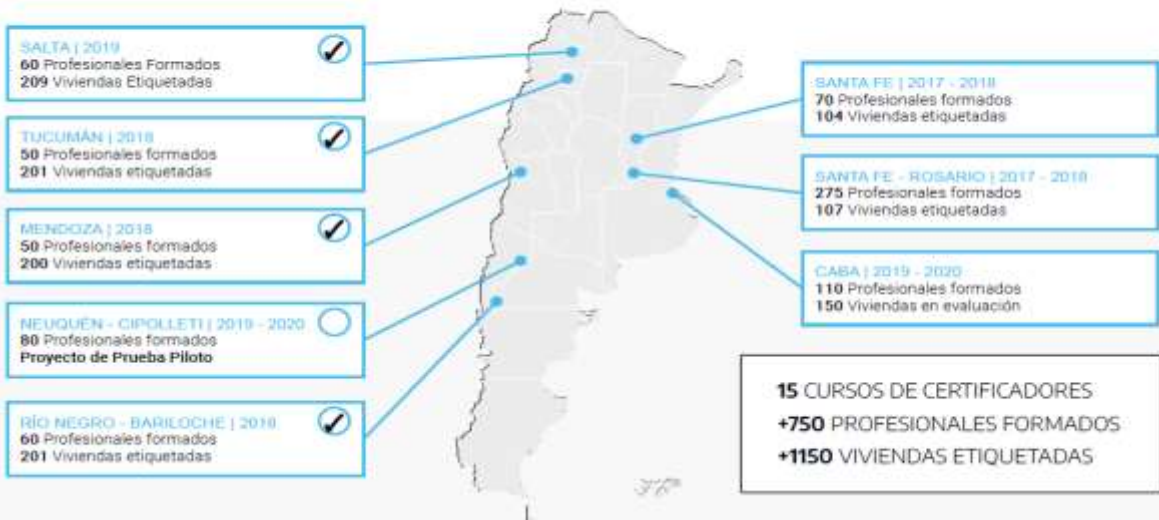 SALTA | 2019
60 Profesionales Formados
209 Viviendas Etiquetadas
TUCUMÁN | 2018
50 Profesionales formados
201 Viviendas etiquetadas
MENDOZA | 2018
50 Profesionales formados
200 Viviendas etiquetadas
NEUQUÉN - CIPOLLETI | 2019 - 2020
80 Profesionales formados
Proyecto de Prueba Piloto
RÍO NEGRO - BARILOCHE | 2018
60 Profesionales formados
201 Viviendas etiquetadas
SANTA FE | 2017 - 2018
70 Profesionales formados
104 Viviendas etiquetadas
SANTA FE - ROSARIO | 2017 - 2018
275 Profesionales formados
107 Viviendas etiquetadas
CABA | 2019 - 2020
110 Profesionales formados
150 Viviendas en evaluación
15 CURSOS DE CERTIFICADORES
+750 PROFESIONALES FORMADOS
+1150 VIVIENDAS ETIQUETADAS